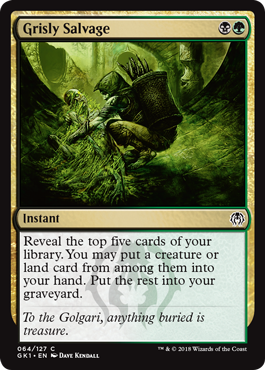 Grisly Salvage
Instant
Reveal the top five cards of your
library. You may put a creature or
land card from among them into
your hand. Put the rest into your
graveyard.
To the Golgari, anything buried is
treasure.
064/127 C
GK1 • EN Dave Kendall
™ & © 2018 Wizards of the Coast